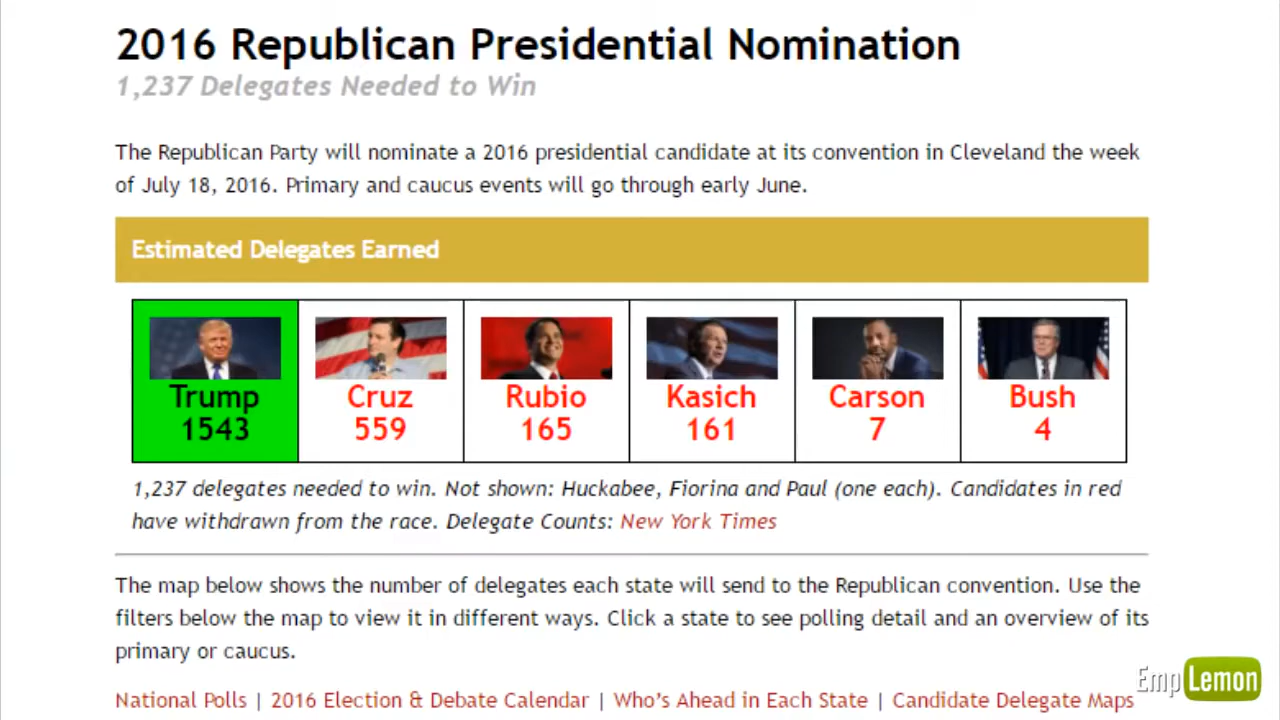 2016 Republican Presidential Nomination
1,237 Delegates Needed to Win
The Republican Party will nominate a 2016 presidential candidate at its convention in Cleveland the week
of July 18, 2016. Primary and caucus events will go through early June.
Estimated Delegates Earned
Trump Cruz Rubio Kasich Carson Bush
1543 559 165 161 7 4
1,237 delegates needed to win. Not shown: Huckabee, Fiorina and Paul (one each). Candidates in red
have withdrawn from the race. Delegate Counts: New York Times
The map below shows the number of delegates each state will send to the Republican convention. Use the
filters below the map to view it in different ways. Click a state to see polling detail and an overview of its
primary or caucus.
National Polls | 2016 Election & Debate Calendar | Who's Ahead in Each State | Candidate Delegate Maps
Emp Lemon